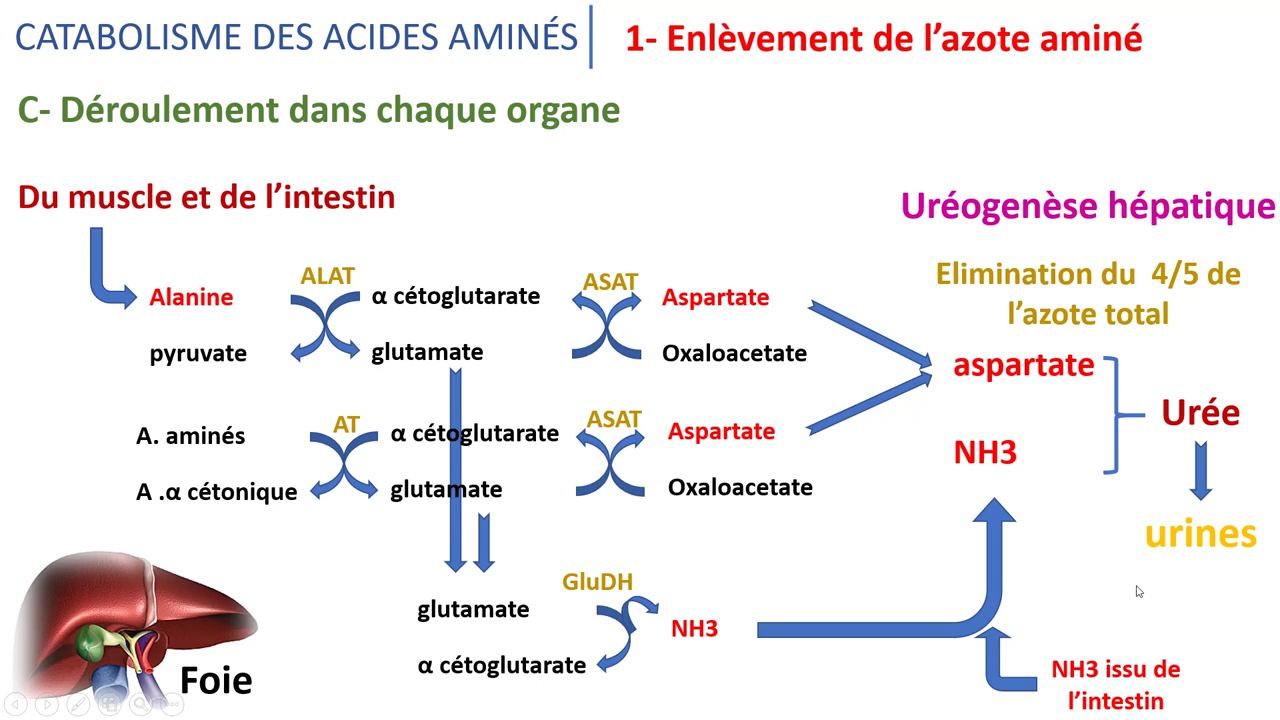 CATABOLISME DES ACIDES AMINÉS
1- Enlèvement de l’azote aminé
C- Déroulement dans chaque organe
Du muscle et de l’intestin
Uréogenèse hépatique
Elimination du 4/5 de
l’azote total
Alanine
ALAT
α cétoglutarate
ASAT
Aspartate
pyruvate
glutamate
Oxaloacetate
aspartate
NH3
Urée
urines
A. aminés
AT
α cétoglutarate
ASAT
Aspartate
A .α cétonique
glutamate
Oxaloacetate
glutamate
GluDH
NH3
α cétoglutarate
NH3 issu de
l’intestin
Foie